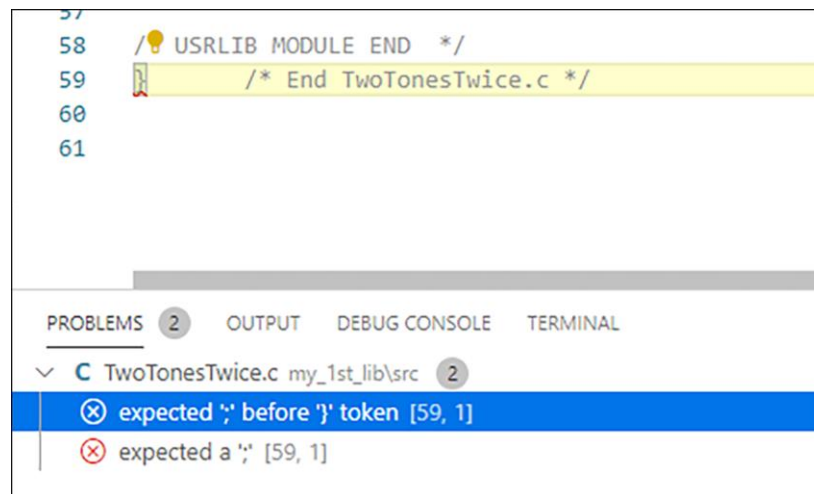 57
58 /* USRLIB MODULE END */
59 } /* End TwoTonesTwice.c */
60
61
PROBLEMS 2 OUTPUT DEBUG CONSOLE TERMINAL
C TwoTonesTwice.c my_1st_lib\src 2
expected ';' before '}' token [59, 1]
expected a ';' [59, 1]